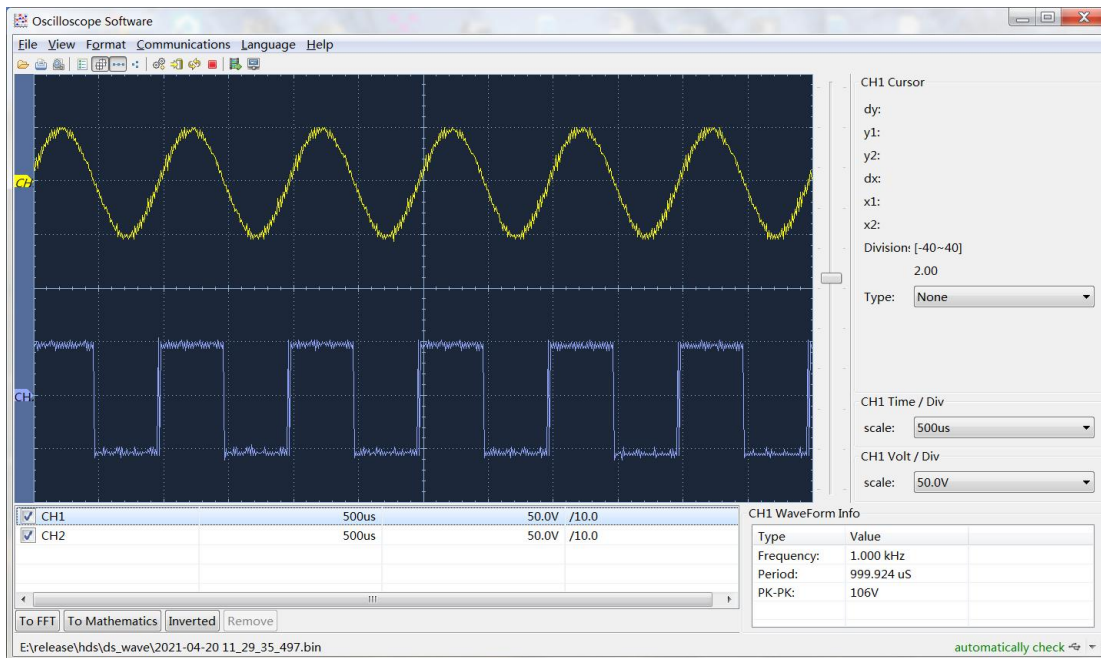 Oscilloscope Software
File View Format Communications Language Help
CH1 Cursor
dy:
y1:
y2:
dx:
x1:
x2:
Division: [-40~40]
2.00
Type: None
CH1 Time / Div
scale: 500us
CH1 Volt / Div
scale: 50.0V
CH
CH
CH1 500us 50.0V /10.0
CH2 500us 50.0V /10.0
CH1 WaveForm Info
Type Value
Frequency: 1.000 kHz
Period: 999.924 uS
PK-PK: 106V
To FFT To Mathematics Inverted Remove
E:\release\hds\ds_wave\2021-04-20 11_29_35_497.bin
automatically check